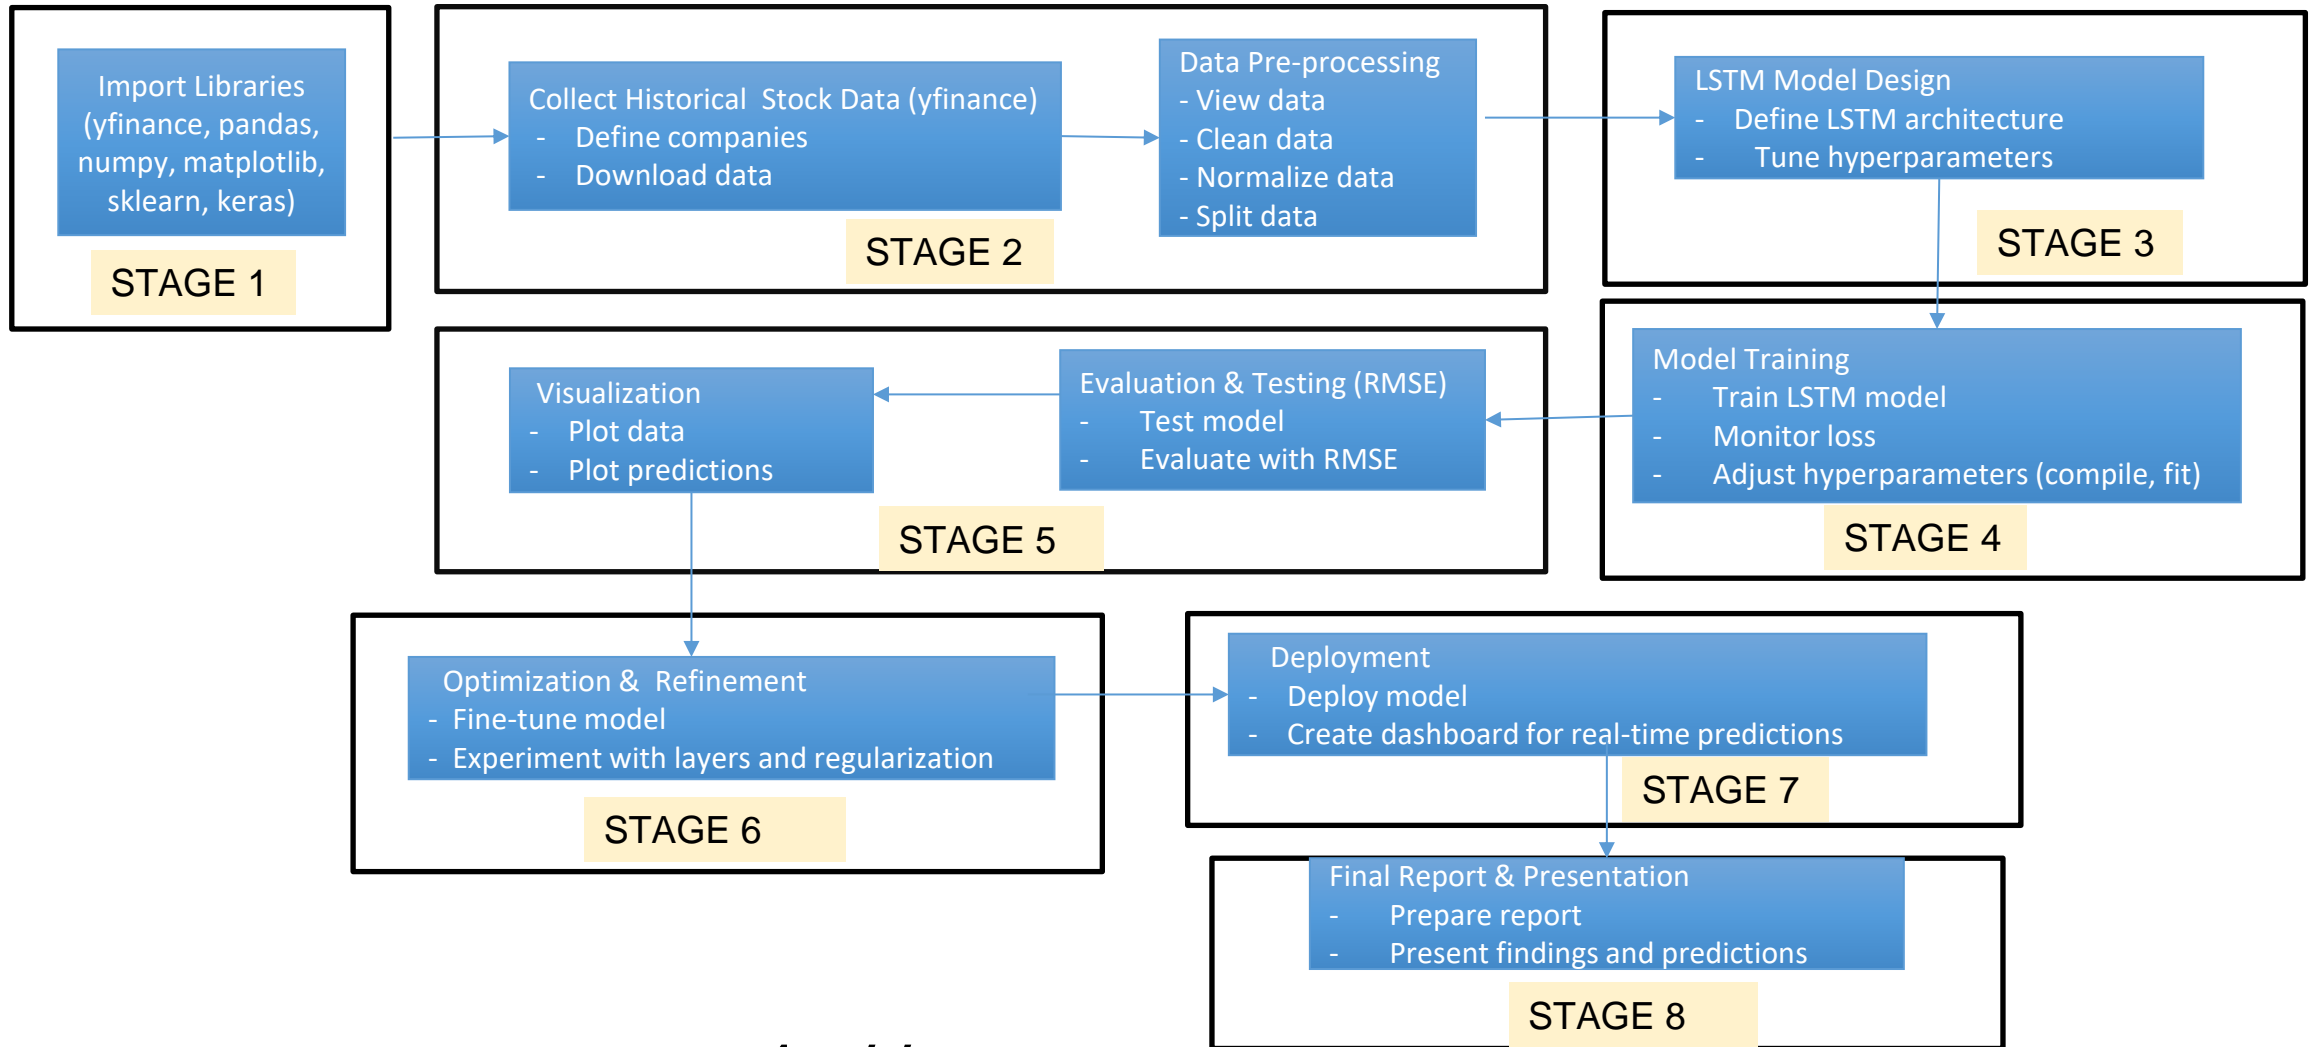 Import Libraries
(yfinance, pandas,
numpy, matplotlib,
sklearn, keras)
STAGE 1
Collect Historical  Stock Data (yfinance)
- Define companies
- Download data
Data Pre-processing
- View data
- Clean data
- Normalize data
- Split data
STAGE 2
LSTM Model Design
- Define LSTM architecture
- Tune hyperparameters
STAGE 3
Model Training
- Train LSTM model
- Monitor loss
- Adjust hyperparameters (compile, fit)
STAGE 4
Evaluation & Testing (RMSE)
- Test model
- Evaluate with RMSE
Visualization
- Plot data
- Plot predictions
STAGE 5
Optimization &  Refinement
- Fine-tune model
- Experiment with layers and regularization
STAGE 6
Deployment
- Deploy model
- Create dashboard for real-time predictions
STAGE 7
Final Report & Presentation
- Prepare report
- Present findings and predictions
STAGE 8